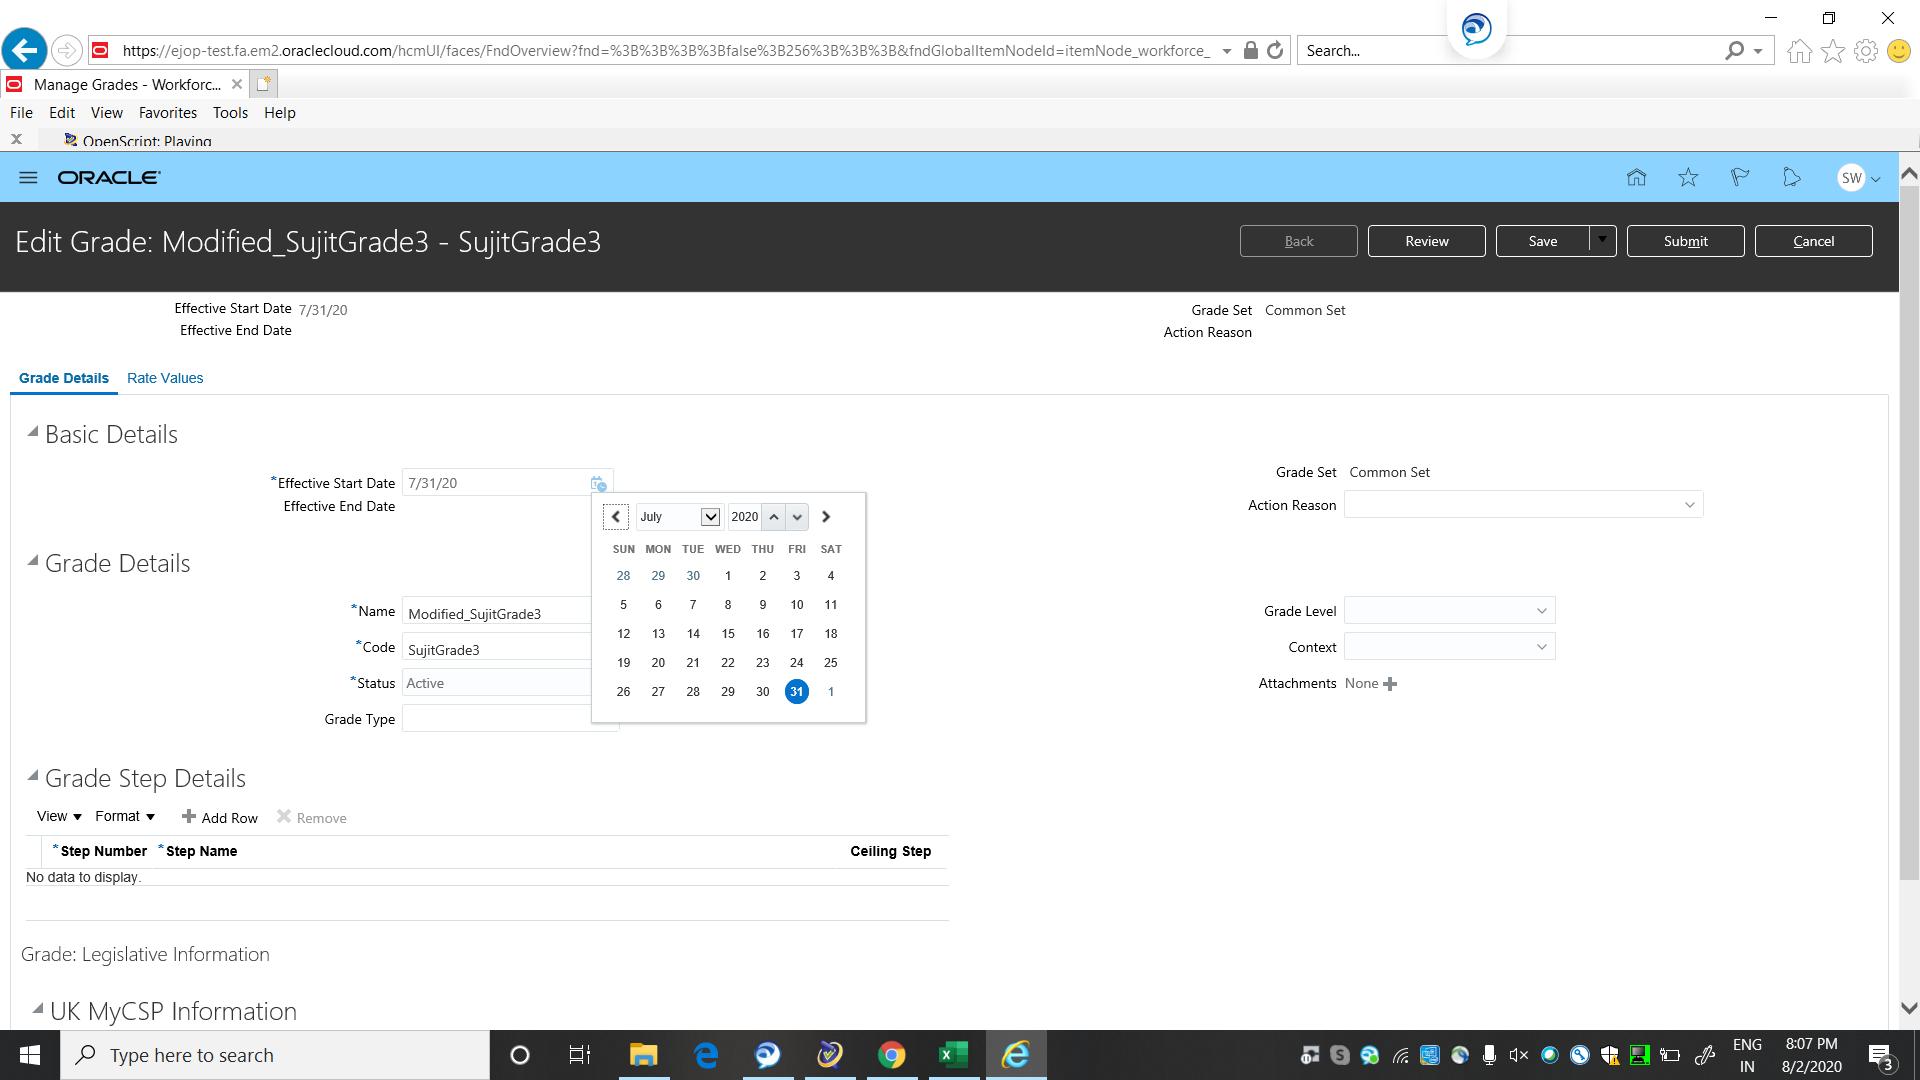 https://ejop-test.fa.em2.oraclecloud.com/hcmUI/faces/FndOverview?fnd=%3B%3B%3B%3Bfalse%3B256%3B%3B%3B&fndGlobalItemNodeId=itemNode_workforce_
Search...
Manage Grades - Workforc...
File Edit View Favorites Tools Help
OpenScript: Playing
ORACLE
SW
Edit Grade: Modified_SujitGrade3 - SujitGrade3
Back Review Save Submit Cancel
Effective Start Date 7/31/20
Effective End Date
Grade Set Common Set
Action Reason
Grade Details Rate Values
Basic Details
*Effective Start Date 7/31/20
Effective End Date
Grade Set Common Set
Action Reason
July 2020
SUN MON TUE WED THU FRI SAT
28 29 30 1 2 3 4
5 6 7 8 9 10 11
12 13 14 15 16 17 18
19 20 21 22 23 24 25
26 27 28 29 30 31 1
Grade Details
*Name Modified_SujitGrade3
*Code SujitGrade3
*Status Active
Grade Type
Grade Level
Context
Attachments None
Grade Step Details
View Format Add Row Remove
*Step Number *Step Name Ceiling Step
No data to display.
Grade: Legislative Information
UK MyCSP Information
Type here to search
ENG
IN
8:07 PM
8/2/2020
3